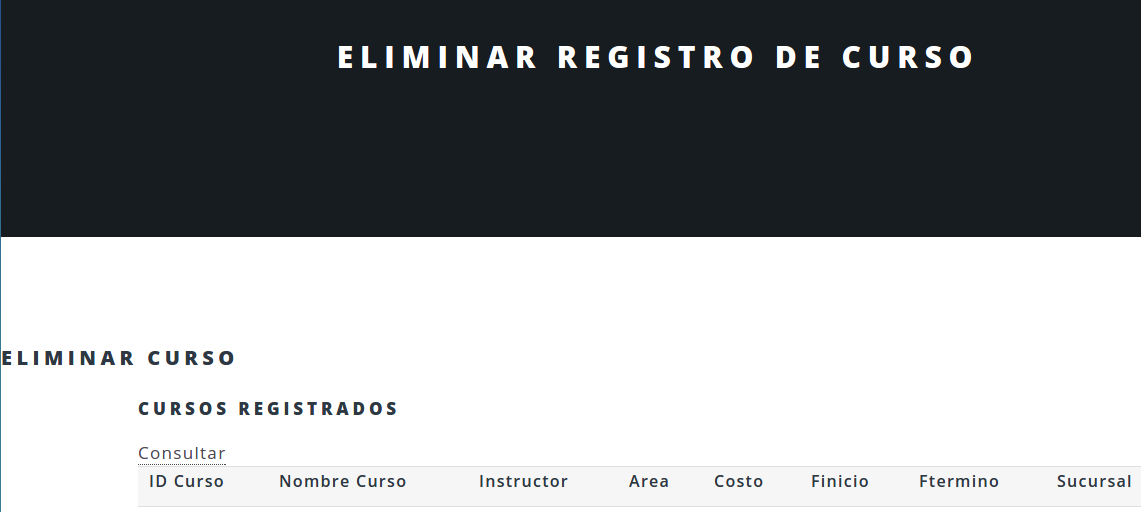 ELIMINAR REGISTRO DE CURSO
ELIMINAR CURSO
CURSOS REGISTRADOS
Consultar
ID Curso Nombre Curso Instructor Area Costo Finicio Ftermino Sucursal